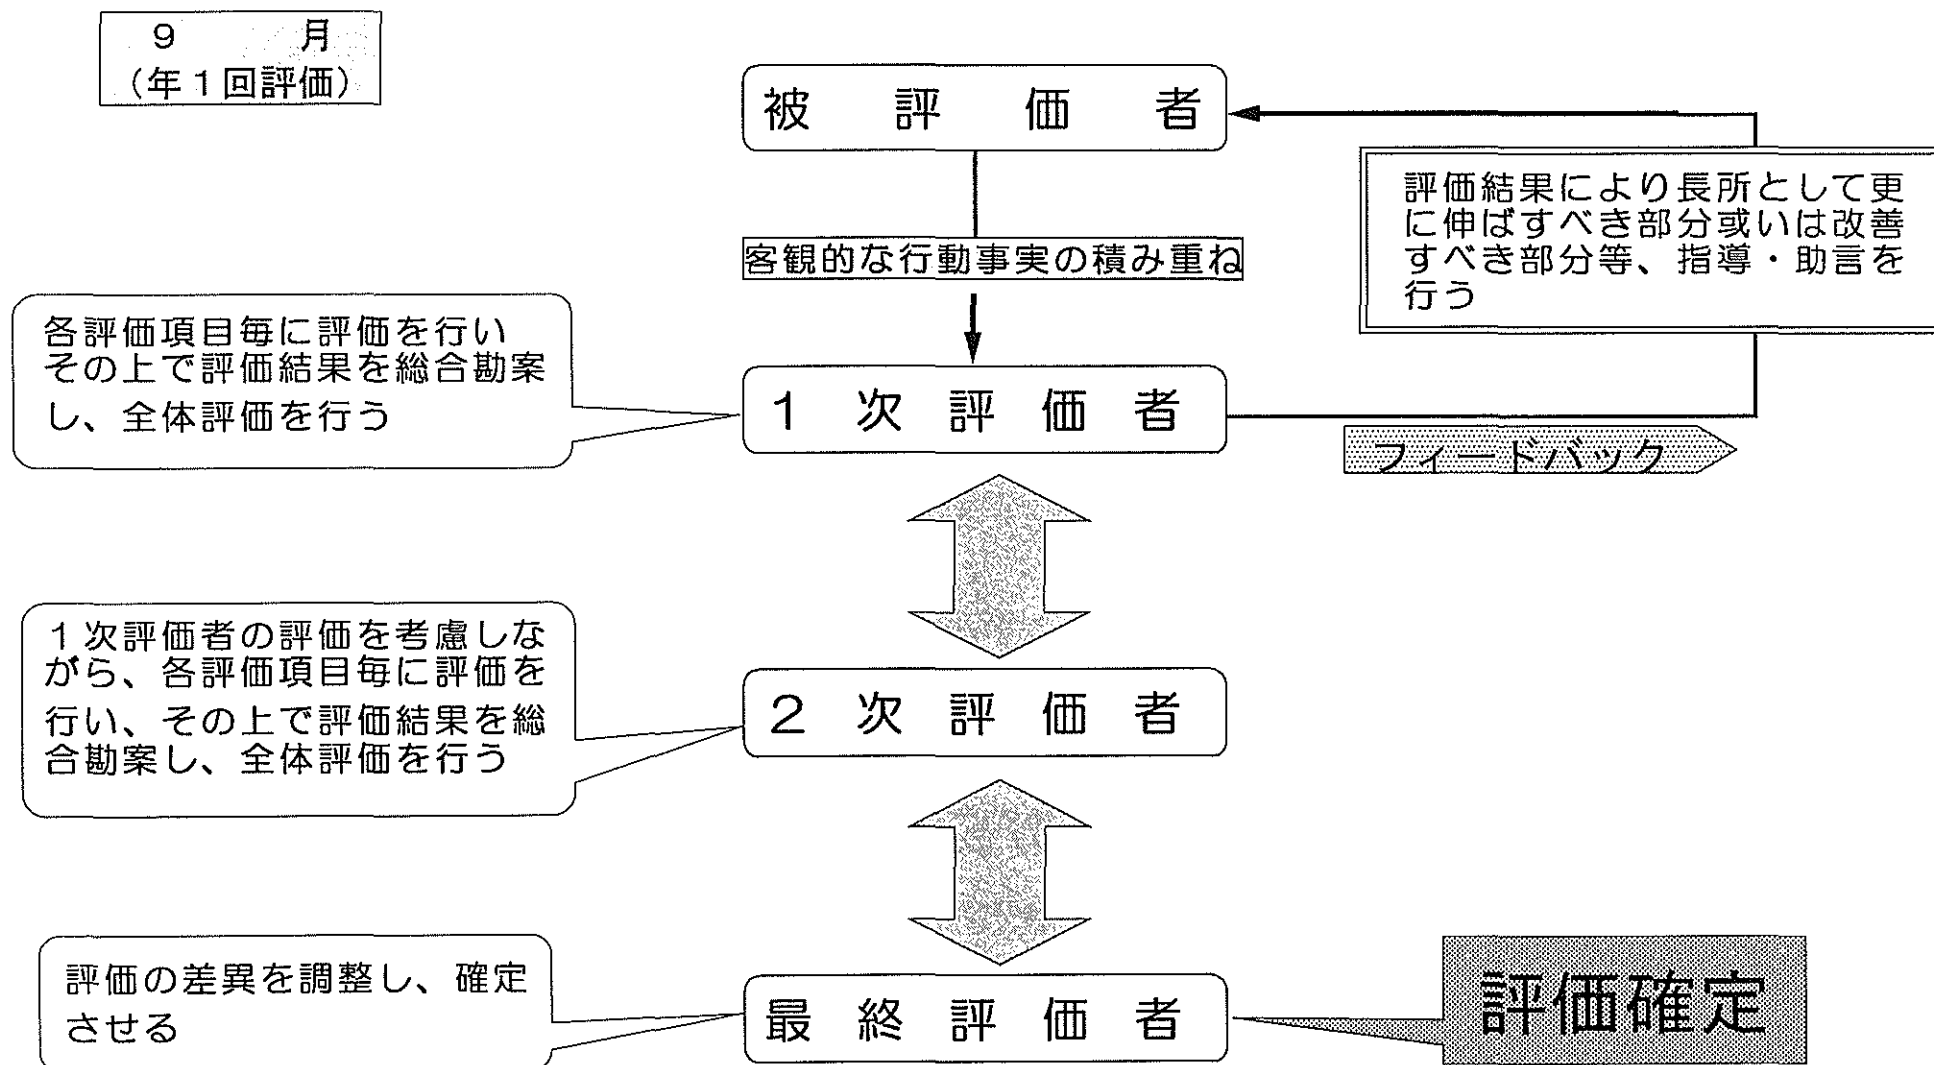 9 月
(年1回評価)
被評価者
評価結果により長所として更
に伸ばすべき部分或いは改善
すべき部分等、指導・助言を
行う
客観的な行動事実の積み重ね
各評価項目毎に評価を行い
その上で評価結果を総合勘案
し、全体評価を行う
1次評価者
フィードバック
1次評価者の評価を考慮しな
がら、各評価項目毎に評価を
行い、その上で評価結果を総
合勘案し、全体評価を行う
2次評価者
評価の差異を調整し、確定
させる
最終評価者
評価確定